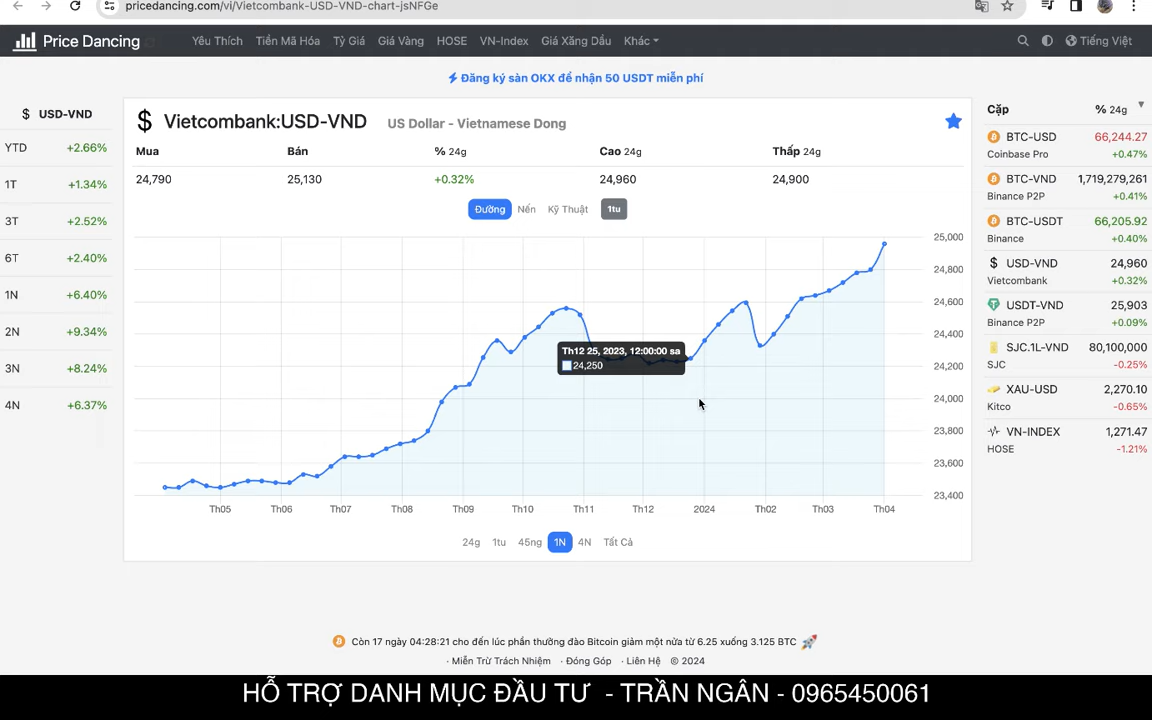 pricedancing.com/vi/Vietcombank-USD-VND-chart-jsNFGe
Price Dancing
Yêu Thích Tiền Mã Hóa Tỷ Giá Giá Vàng HOSE VN-Index Giá Xăng Dầu Khác
Tiếng Việt
Đăng ký sàn OKX để nhận 50 USDT miễn phí
$ USD-VND
YTD +2.66%
1T +1.34%
3T +2.52%
6T +2.40%
1N +6.40%
2N +9.34%
3N +8.24%
4N +6.37%
$ Vietcombank:USD-VND US Dollar - Vietnamese Dong
Mua Bán % 24g Cao 24g Thấp 24g
24,790 25,130 +0.32% 24,960 24,900
Đường Nến Kỹ Thuật 1tu
25,000
24,800
24,600
24,400
24,200
24,000
23,800
23,600
23,400
Th12 25, 2023, 12:00:00 sa
24,250
Th05 Th06 Th07 Th08 Th09 Th10 Th11 Th12 2024 Th02 Th03 Th04
24g 1tu 45ng 1N 4N Tất Cả
Cặp % 24g
BTC-USD 66,244.27
Coinbase Pro +0.47%
BTC-VND 1,719,279,261
Binance P2P +0.41%
BTC-USDT 66,205.92
Binance +0.40%
$ USD-VND 24,960
Vietcombank +0.32%
USDT-VND 25,903
Binance P2P +0.09%
SJC.1L-VND 80,100,000
SJC -0.25%
XAU-USD 2,270.10
Kitco -0.65%
VN-INDEX 1,271.47
HOSE -1.21%
Còn 17 ngày 04:28:21 cho đến lúc phần thưởng đào Bitcoin giảm một nửa từ 6.25 xuống 3.125 BTC
· Miễn Trừ Trách Nhiệm · Đóng Góp · Liên Hệ © 2024
HỖ TRỢ DANH MỤC ĐẦU TƯ - TRẦN NGÂN - 0965450061